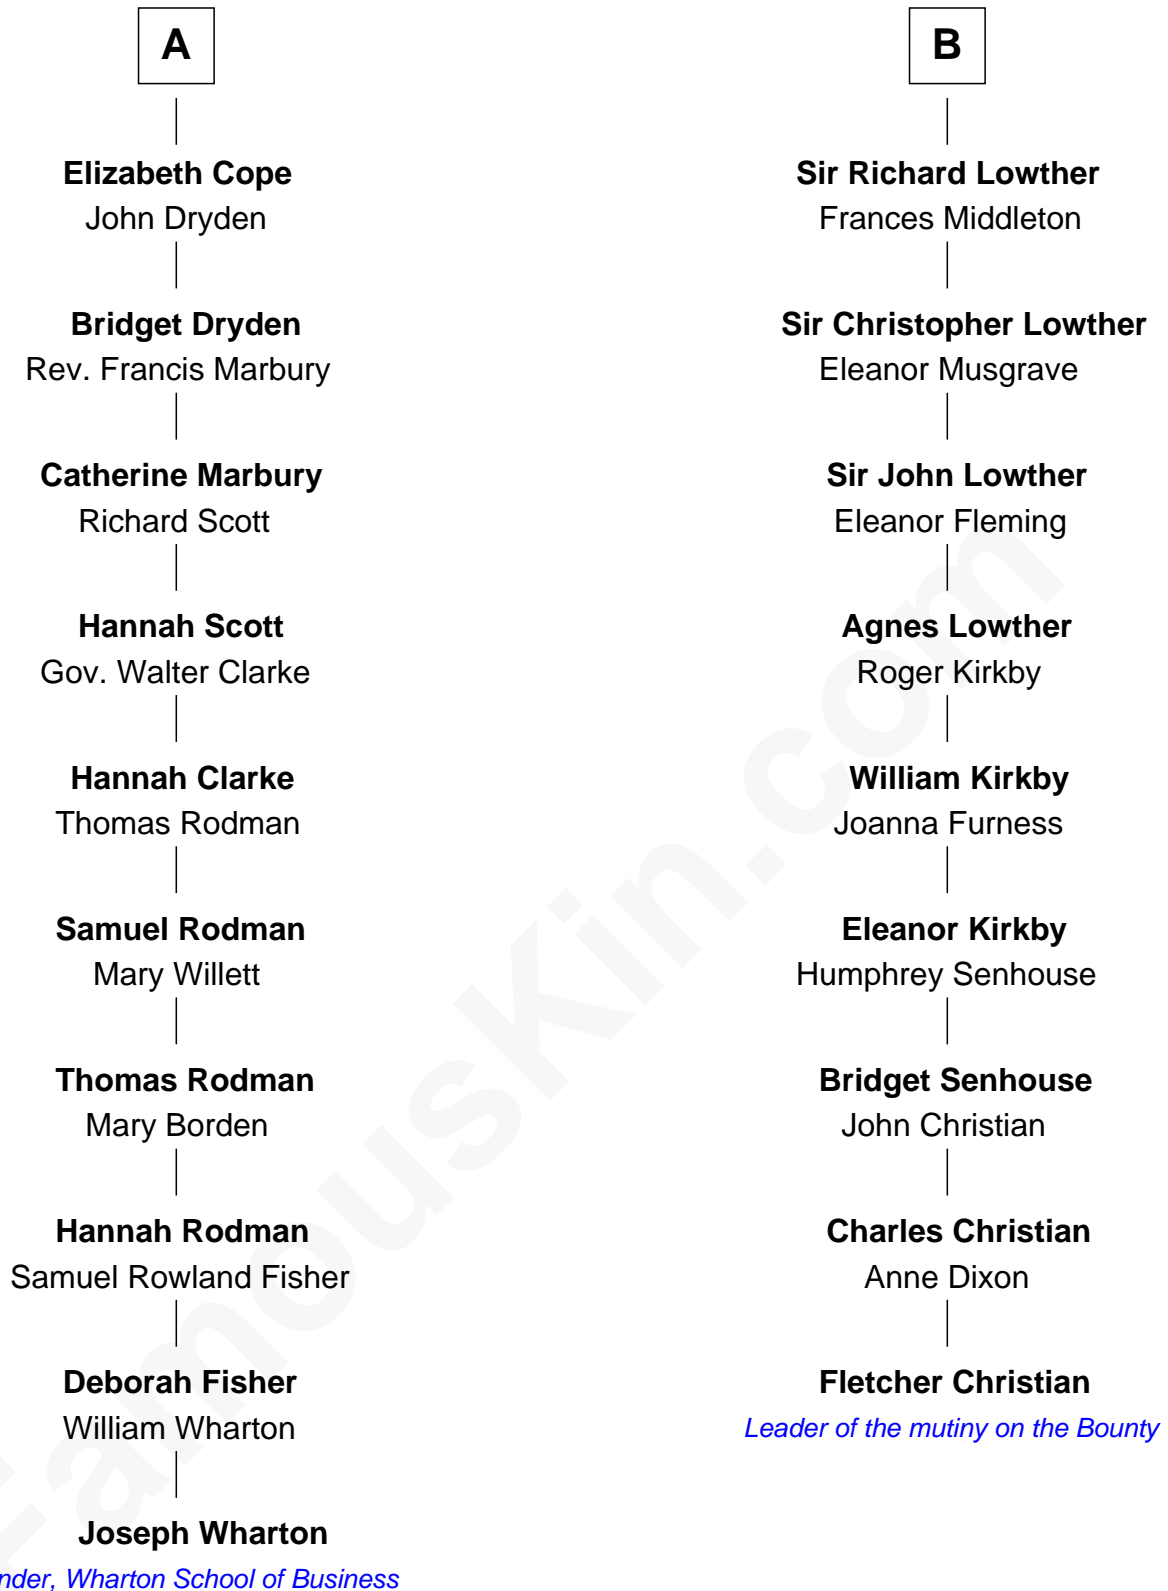 A
Elizabeth Cope
John Dryden
Bridget Dryden
Rev. Francis Marbury
Catherine Marbury
Richard Scott
Hannah Scott
Gov. Walter Clarke
Hannah Clarke
Thomas Rodman
Samuel Rodman
Mary Willett
Thomas Rodman
Mary Borden
Hannah Rodman
Samuel Rowland Fisher
Deborah Fisher
William Wharton
Joseph Wharton
nder, Wharton School of Business
B
Sir Richard Lowther
Frances Middleton
Sir Christopher Lowther
Eleanor Musgrave
Sir John Lowther
Eleanor Fleming
Agnes Lowther
Roger Kirkby
William Kirkby
Joanna Furness
Eleanor Kirkby
Humphrey Senhouse
Bridget Senhouse
John Christian
Charles Christian
Anne Dixon
Fletcher Christian
Leader of the mutiny on the Bounty
FamousKin.com